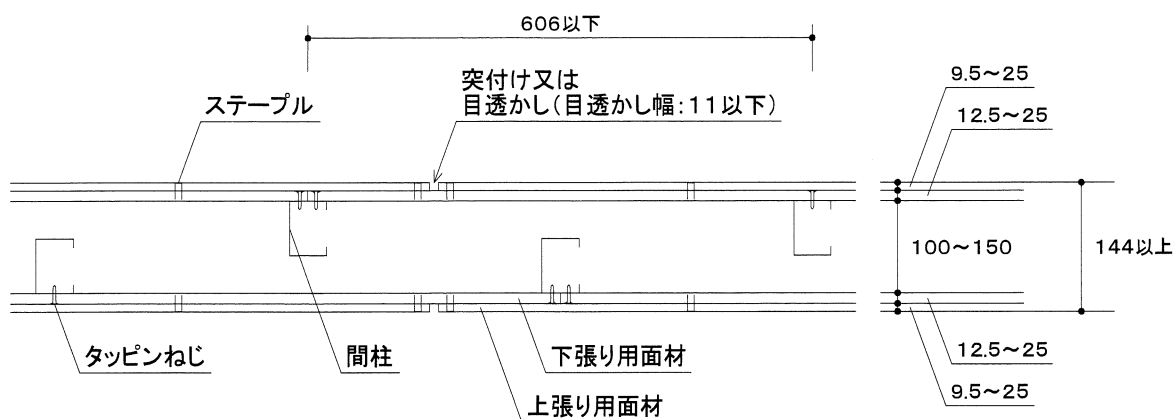 606以下
突付け又は
目透かし(目透かし幅:11以下)
ステープル
9.5~25
12.5~25
100~150
144以上
タッピンねじ
間柱
下張り用面材
上張り用面材
12.5~25
9.5~25